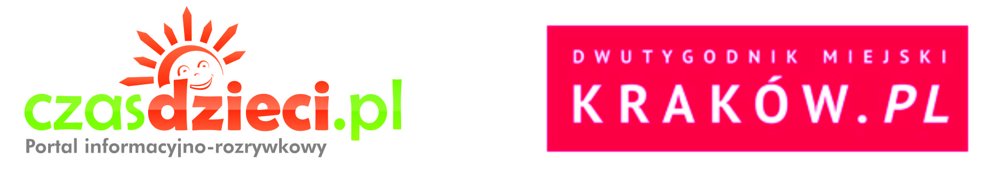 czasdzieci.pl
Portal informacyjno-rozrywkowy
DWUTYGODNIK MIEJSKI
KRAKÓW.PL